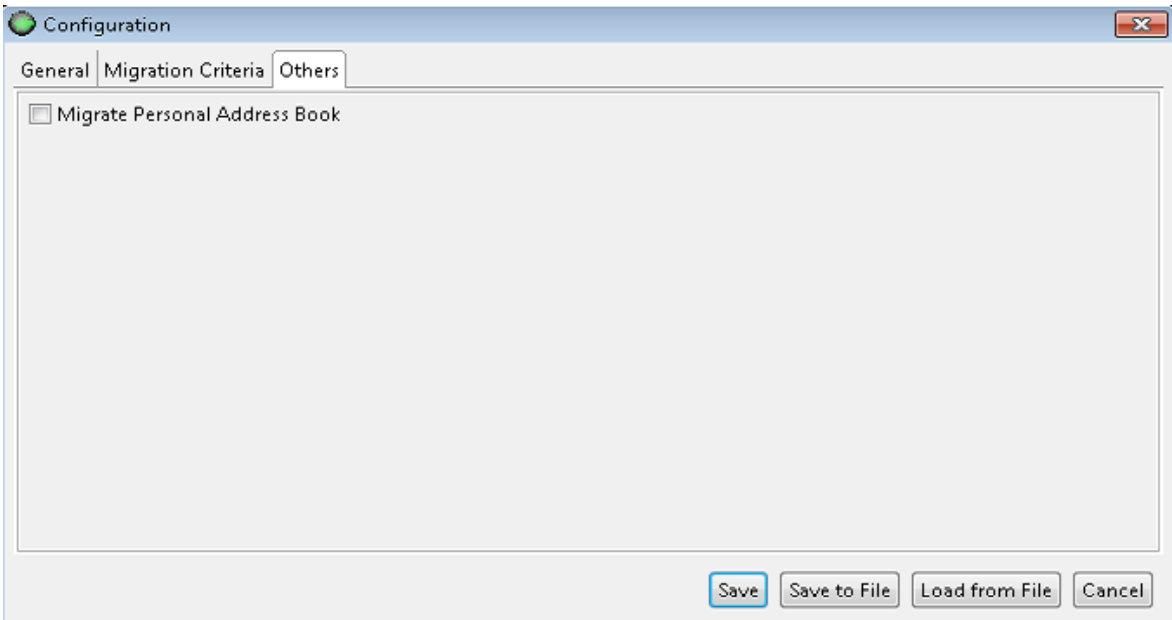 Configuration
General Migration Criteria Others
Migrate Personal Address Book
Save Save to File Load from File Cancel